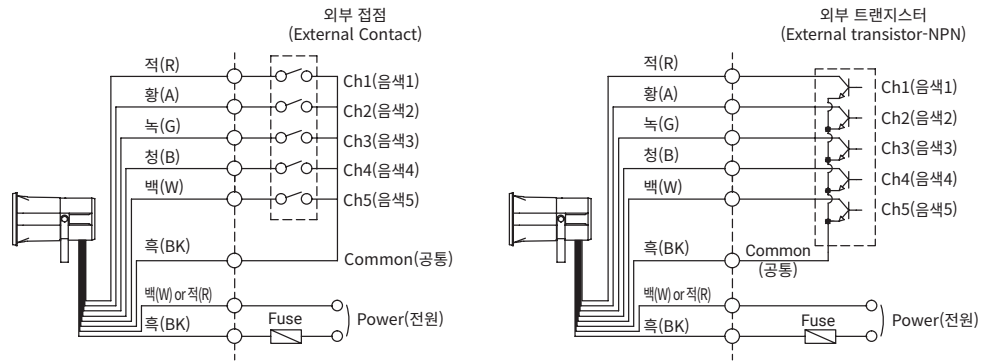 외부 접점
(External Contact)
적(R)
Ch1(음색1)
황(A)
Ch2(음색2)
녹(G)
Ch3(음색3)
청(B)
Ch4(음색4)
백(W)
Ch5(음색5)
흑(BK)
Common(공통)
백(W) or 적(R)
흑(BK)
Fuse
Power(전원)
외부 트랜지스터
(External transistor-NPN)
적(R)
Ch1(음색1)
황(A)
Ch2(음색2)
녹(G)
Ch3(음색3)
청(B)
Ch4(음색4)
백(W)
Ch5(음색5)
흑(BK)
Common
(공통)
백(W) or 적(R)
흑(BK)
Fuse
Power(전원)